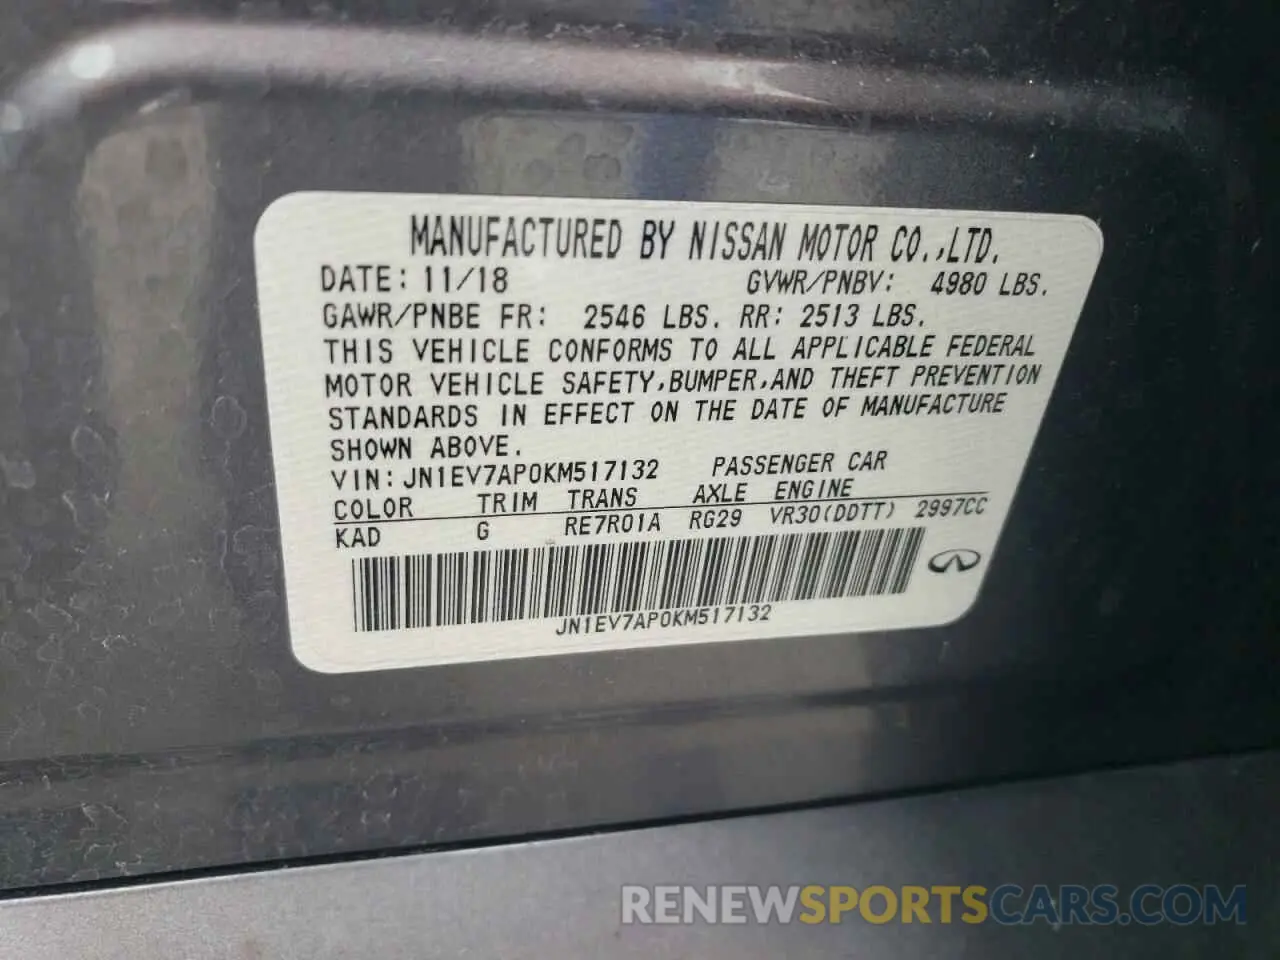 MANUFACTURED BY NISSAN MOTOR CO.,LTD.
DATE: 11/18 GVWR/PNBV: 4980 LBS.
GAWR/PNBE FR: 2546 LBS. RR: 2513 LBS.
THIS VEHICLE CONFORMS TO ALL APPLICABLE FEDERAL
MOTOR VEHICLE SAFETY,BUMPER,AND THEFT PREVENTION
STANDARDS IN EFFECT ON THE DATE OF MANUFACTURE
SHOWN ABOVE.
VIN:JN1EV7AP0KM517132 PASSENGER CAR
COLOR TRIM TRANS AXLE ENGINE
KAD G RE7R01A RG29 VR30(DDTT) 2997CC
JN1EV7AP0KM517132
RENEWSPORTSCARS.COM